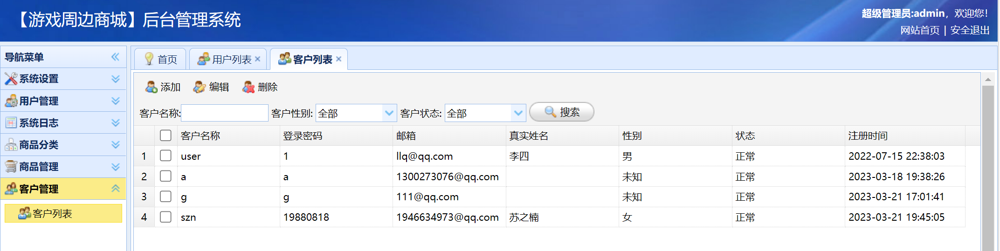 【游戏周边商城】后台管理系统
超级管理员:admin，欢迎您！
网站首页 | 安全退出
导航菜单
系统设置
用户管理
系统日志
商品分类
商品管理
客户管理
客户列表
首页 用户列表 客户列表
添加 编辑 删除
客户名称: 客户性别: 全部 客户状态: 全部 搜索
客户名称 登录密码 邮箱 真实姓名 性别 状态 注册时间
1 user 1 llq@qq.com 李四 男 正常 2022-07-15 22:38:03
2 a a 1300273076@qq.com 未知 正常 2023-03-18 19:38:26
3 g g 111@qq.com 未知 正常 2023-03-21 17:01:41
4 szn 19880818 1946634973@qq.com 苏之楠 女 正常 2023-03-21 19:45:05